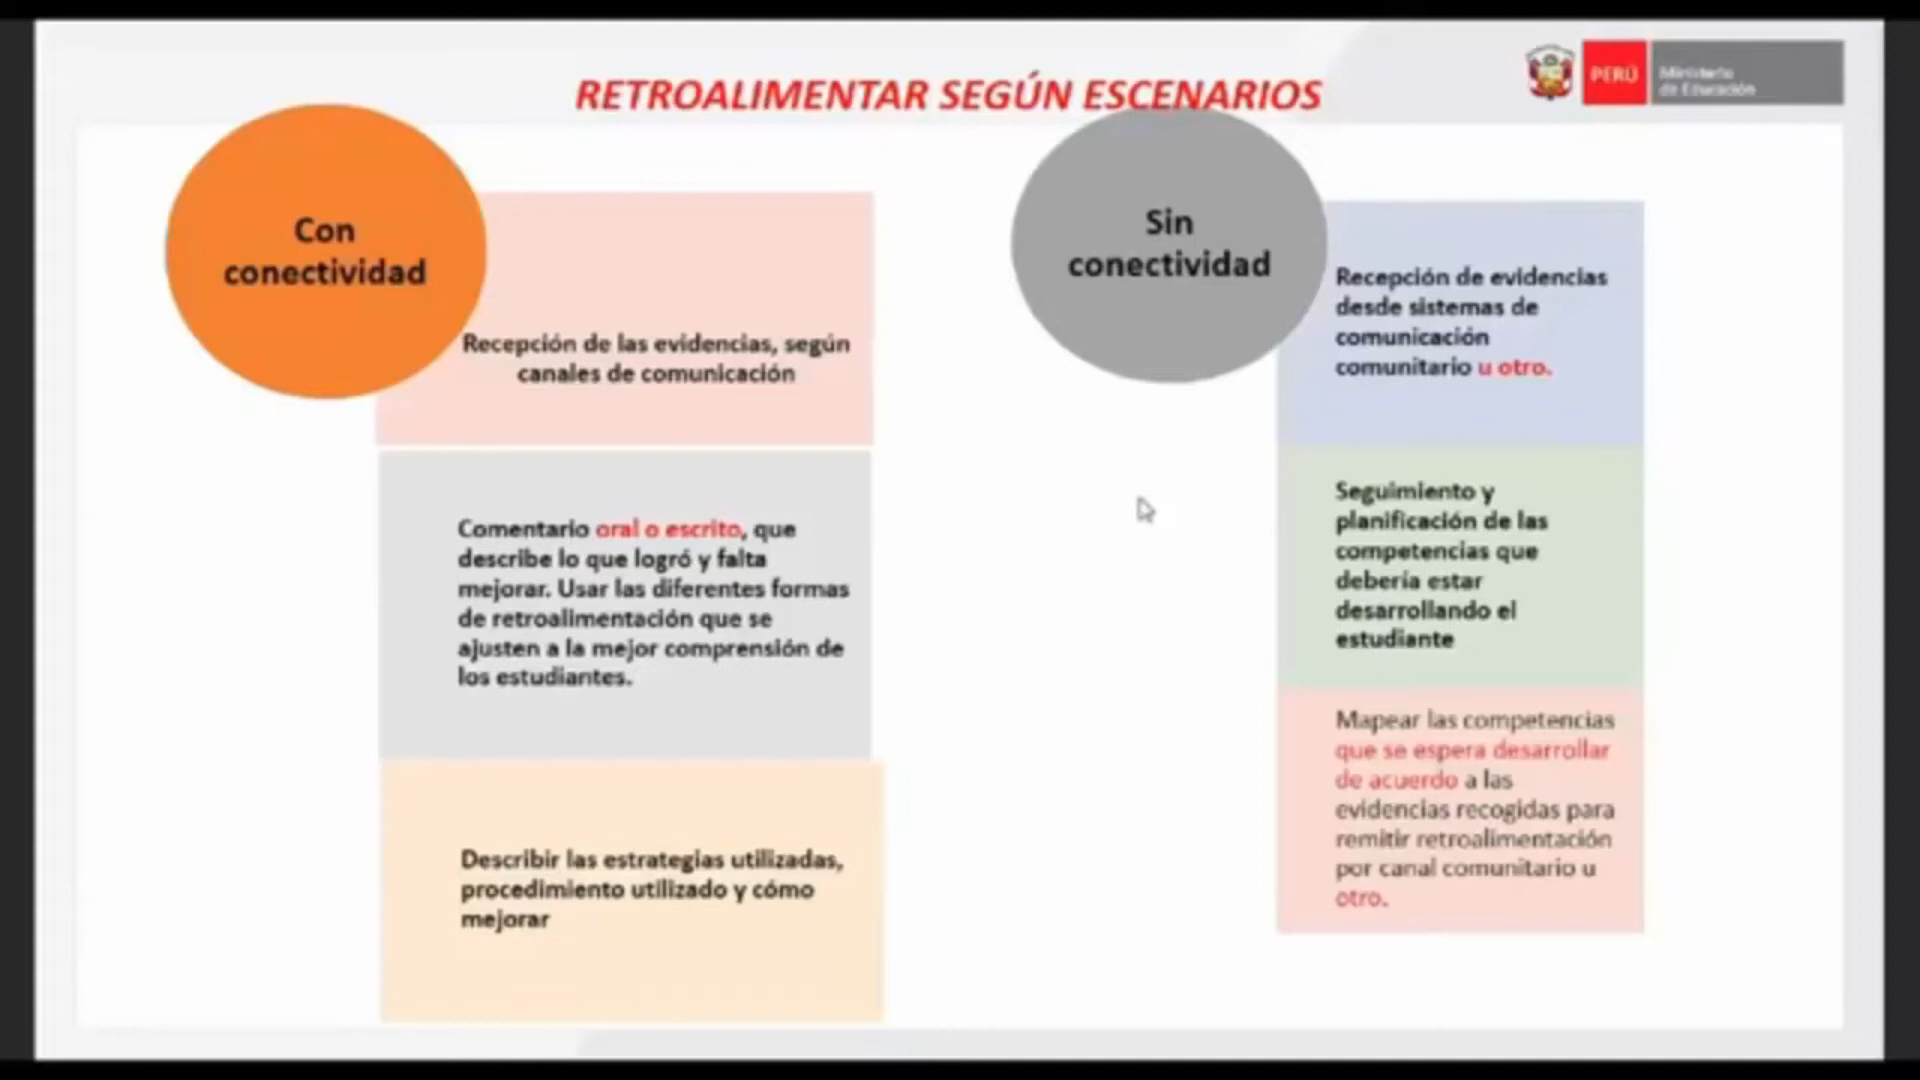 RETROALIMENTAR SEGÚN ESCENARIOS
PERÚ
Ministerio
de Educación
Con
conectividad
Recepción de las evidencias, según
canales de comunicación
Comentario oral o escrito, que
describe lo que logró y falta
mejorar. Usar las diferentes formas
de retroalimentación que se
ajusten a la mejor comprensión de
los estudiantes.
Describir las estrategias utilizadas,
procedimiento utilizado y cómo
mejorar
Sin
conectividad
Recepción de evidencias
desde sistemas de
comunicación
comunitario u otro.
Seguimiento y
planificación de las
competencias que
debería estar
desarrollando el
estudiante
Mapear las competencias
que se espera desarrollar
de acuerdo a las
evidencias recogidas para
remitir retroalimentación
por canal comunitario u
otro.